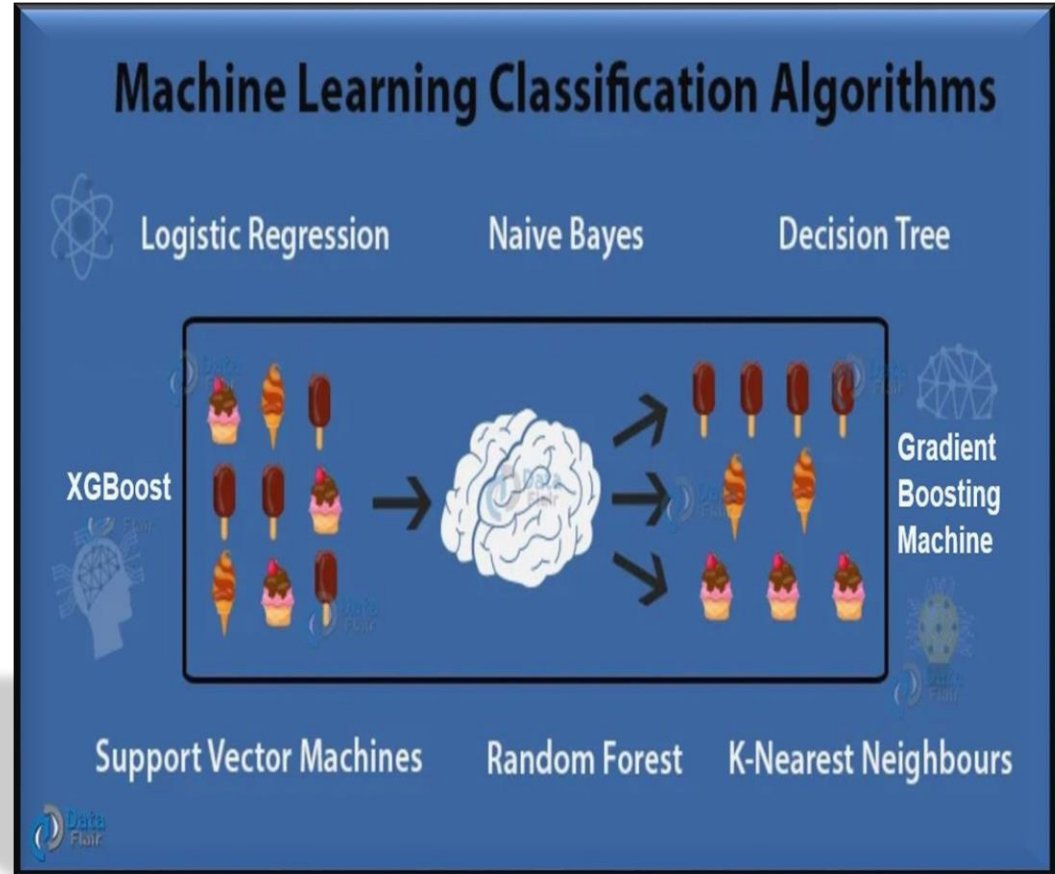 Machine Learning Classification Algorithms
Logistic Regression
Naive Bayes
Decision Tree
XGBoost
Gradient
Boosting
Machine
Support Vector Machines
Random Forest
K-Nearest Neighbours
Data
Flair